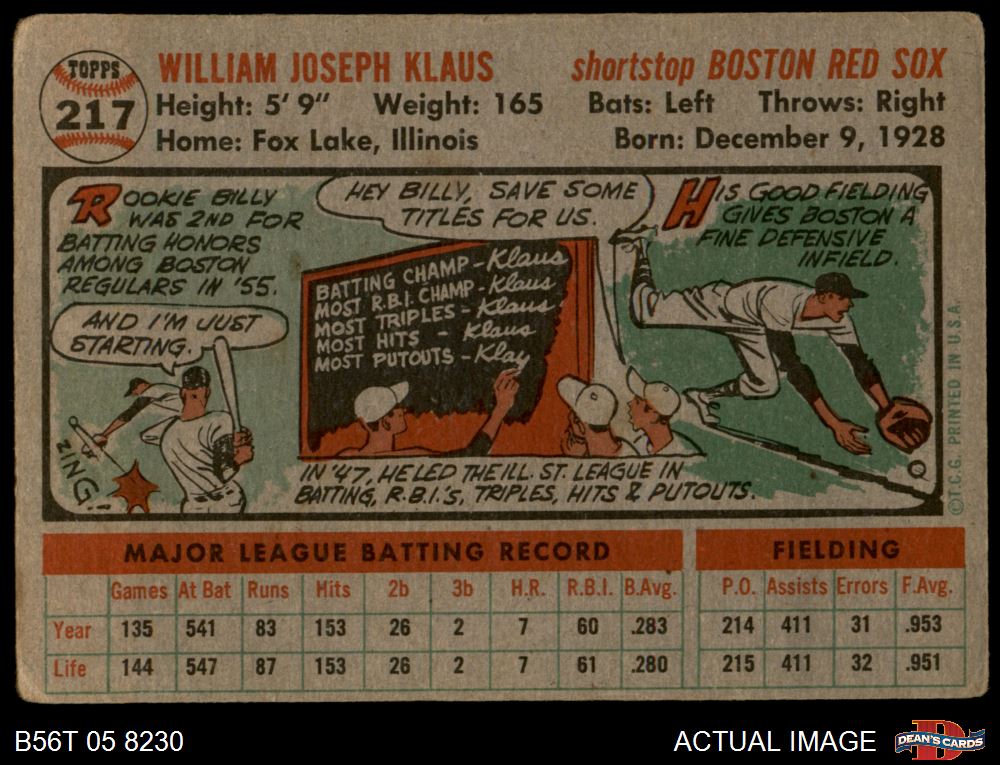 TOPPS
217
WILLIAM JOSEPH KLAUS
shortstop BOSTON RED SOX
Height: 5' 9" Weight: 165 Bats: Left Throws: Right
Home: Fox Lake, Illinois Born: December 9, 1928
ROOKIE BILLY
WAS 2ND FOR
BATTING HONORS
AMONG BOSTON
REGULARS IN '55.
AND I'M JUST
STARTING.
ZING!
HEY BILLY, SAVE SOME
TITLES FOR US.
BATTING CHAMP - Klaus
MOST R.B.I. CHAMP - Klaus
MOST TRIPLES - Klaus
MOST HITS - Klaus
MOST PUTOUTS - Klay
IN '47, HE LED THE ILL. ST. LEAGUE IN
BATTING, R.B.I.'S, TRIPLES, HITS & PUTOUTS.
HIS GOOD FIELDING
GIVES BOSTON A
FINE DEFENSIVE
INFIELD.
© T.C.G. PRINTED IN U.S.A.
MAJOR LEAGUE BATTING RECORD FIELDING
Games At Bat Runs Hits 2b 3b H.R. R.B.I. B.Avg. P.O. Assists Errors F.Avg.
Year 135 541 83 153 26 2 7 60 .283 214 411 31 .953
Life 144 547 87 153 26 2 7 61 .280 215 411 32 .951
B56T 05 8230
ACTUAL IMAGE
DEAN'S CARDS